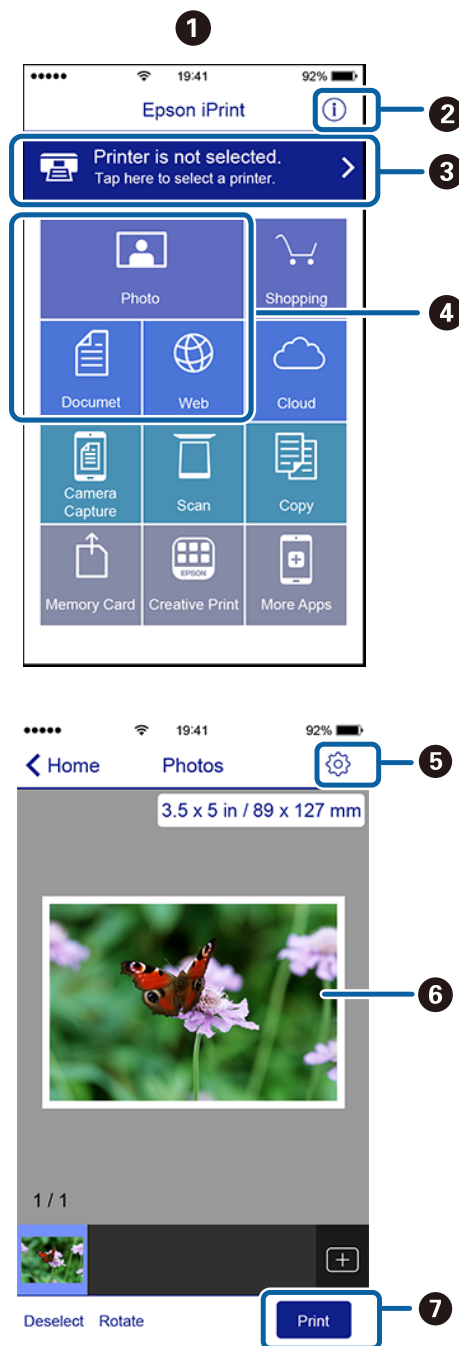 1
19:41
92%
Epson iPrint
i
2
Printer is not selected.
Tap here to select a printer.
3
Photo
Shopping
4
Documet
Web
Cloud
Camera
Capture
Scan
Copy
EPSON
Memory Card
Creative Print
More Apps
19:41
92%
Home
Photos
5
3.5 x 5 in / 89 x 127 mm
6
1 / 1
Deselect
Rotate
Print
7